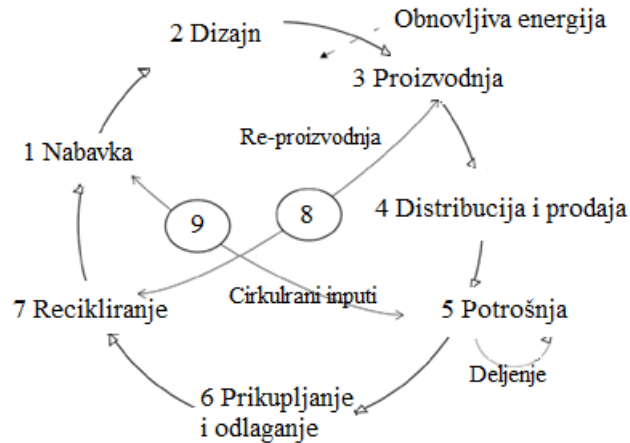 2 Dizajn
Obnovljiva energija
3 Proizvodnja
Re-proizvodnja
1 Nabavka
9
8
4 Distribucija i prodaja
7 Recikliranje
Cirkulrani inputi
5 Potrošnja
Deljenje
6 Prikupljanje
i odlaganje